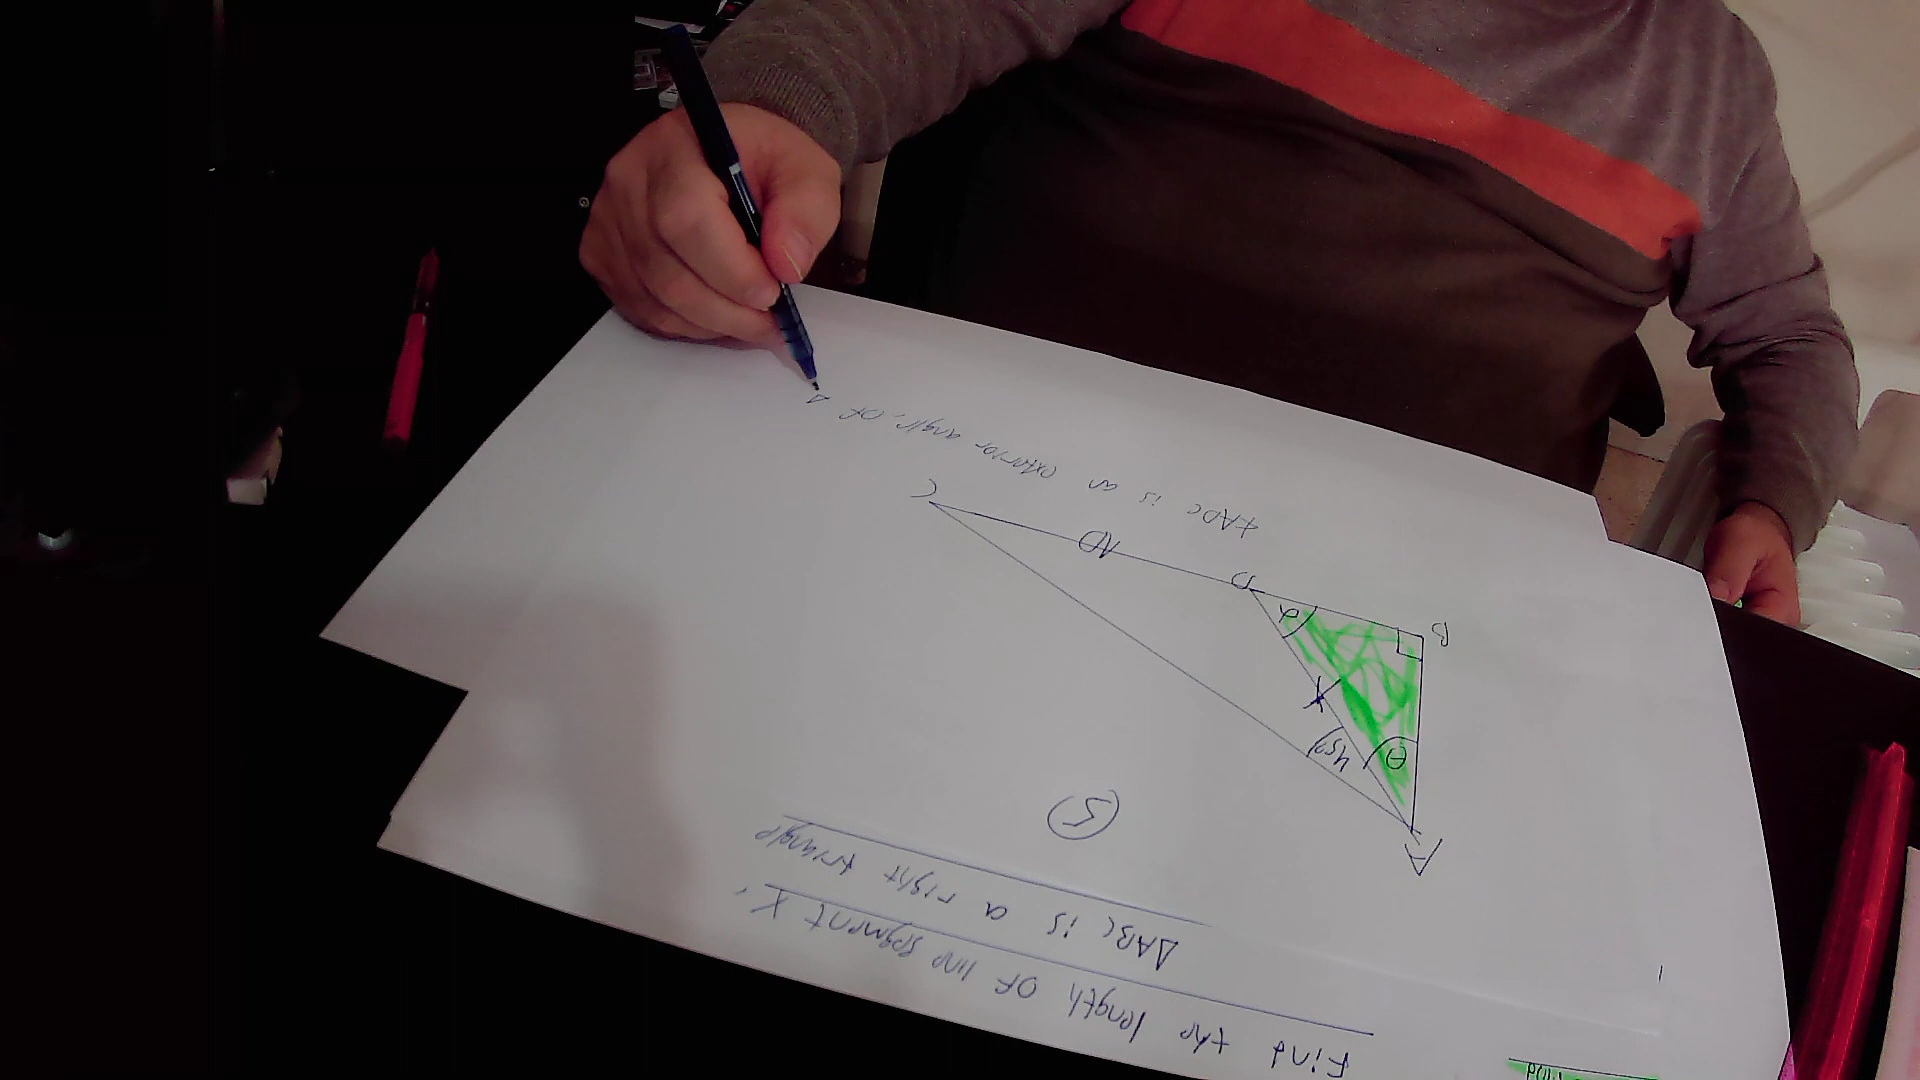 Find the length of line segment X,
ΔABC is a right triangle
5
A
θ
45°
X
B
α
D
10
C
∡ADC is an exterior angle, of Δ